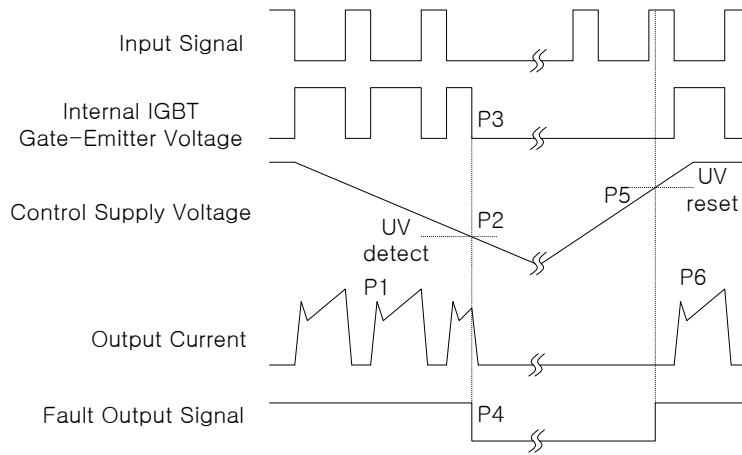 Input Signal
Internal IGBT
Gate-Emitter Voltage
P3
Control Supply Voltage
P5
UV
reset
P2
UV
detect
P1
P6
Output Current
Fault Output Signal
P4